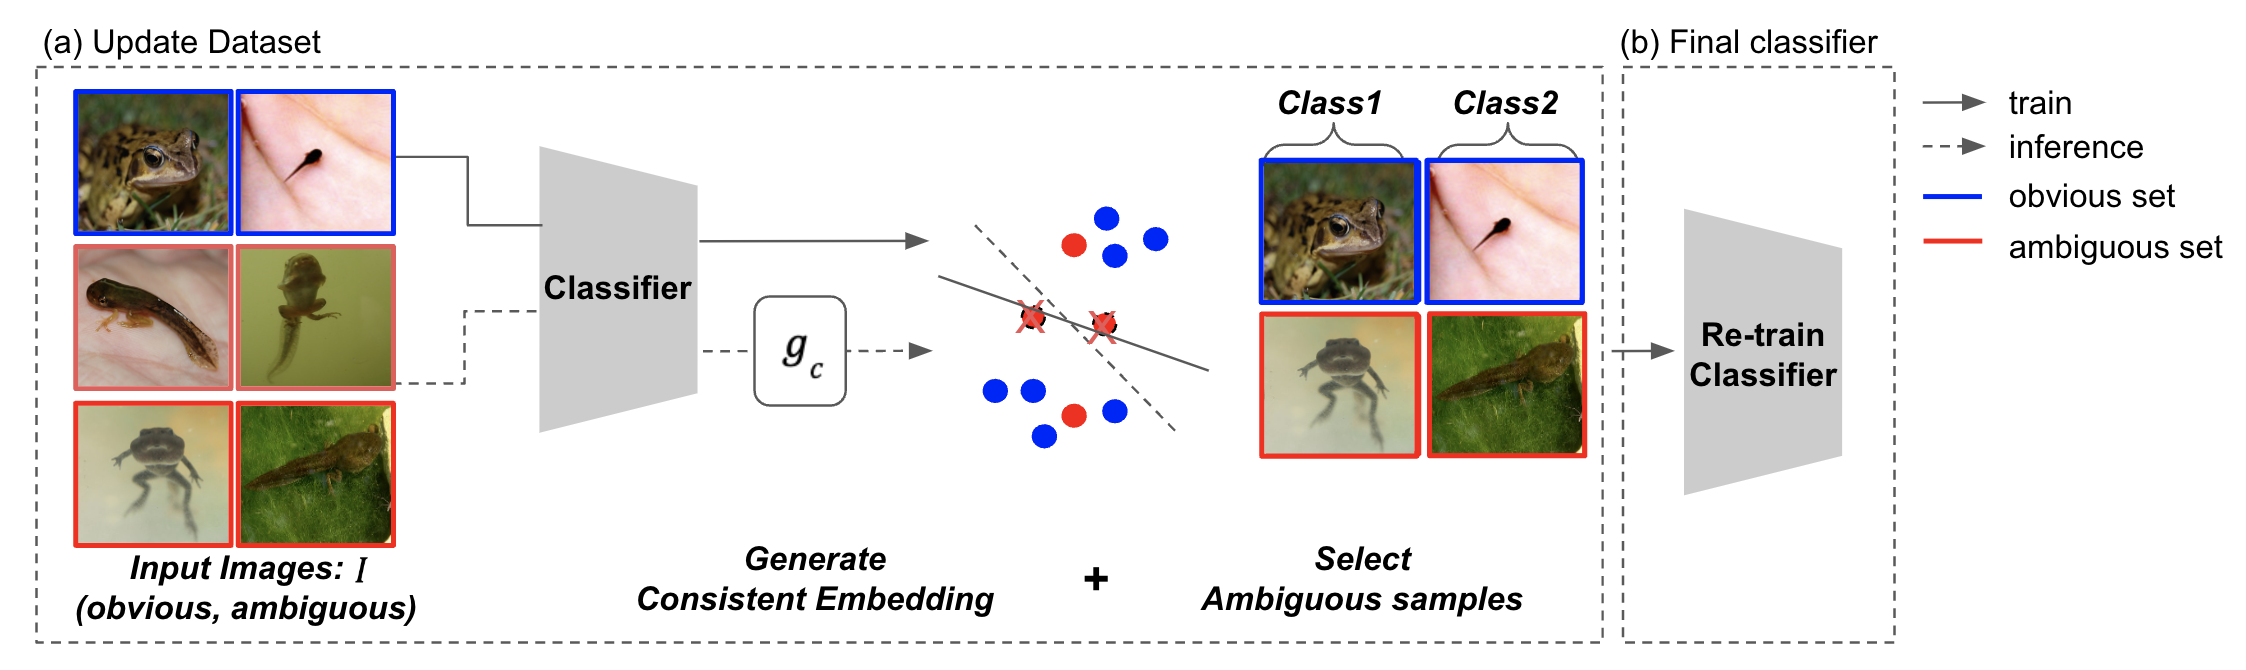 (a) Update Dataset
(b) Final classifier
Class1
Class2
train
inference
obvious set
ambiguous set
Classifier
g c
Re-train
Classifier
Input Images: I
(obvious, ambiguous)
Generate
Consistent Embedding
+
Select
Ambiguous samples